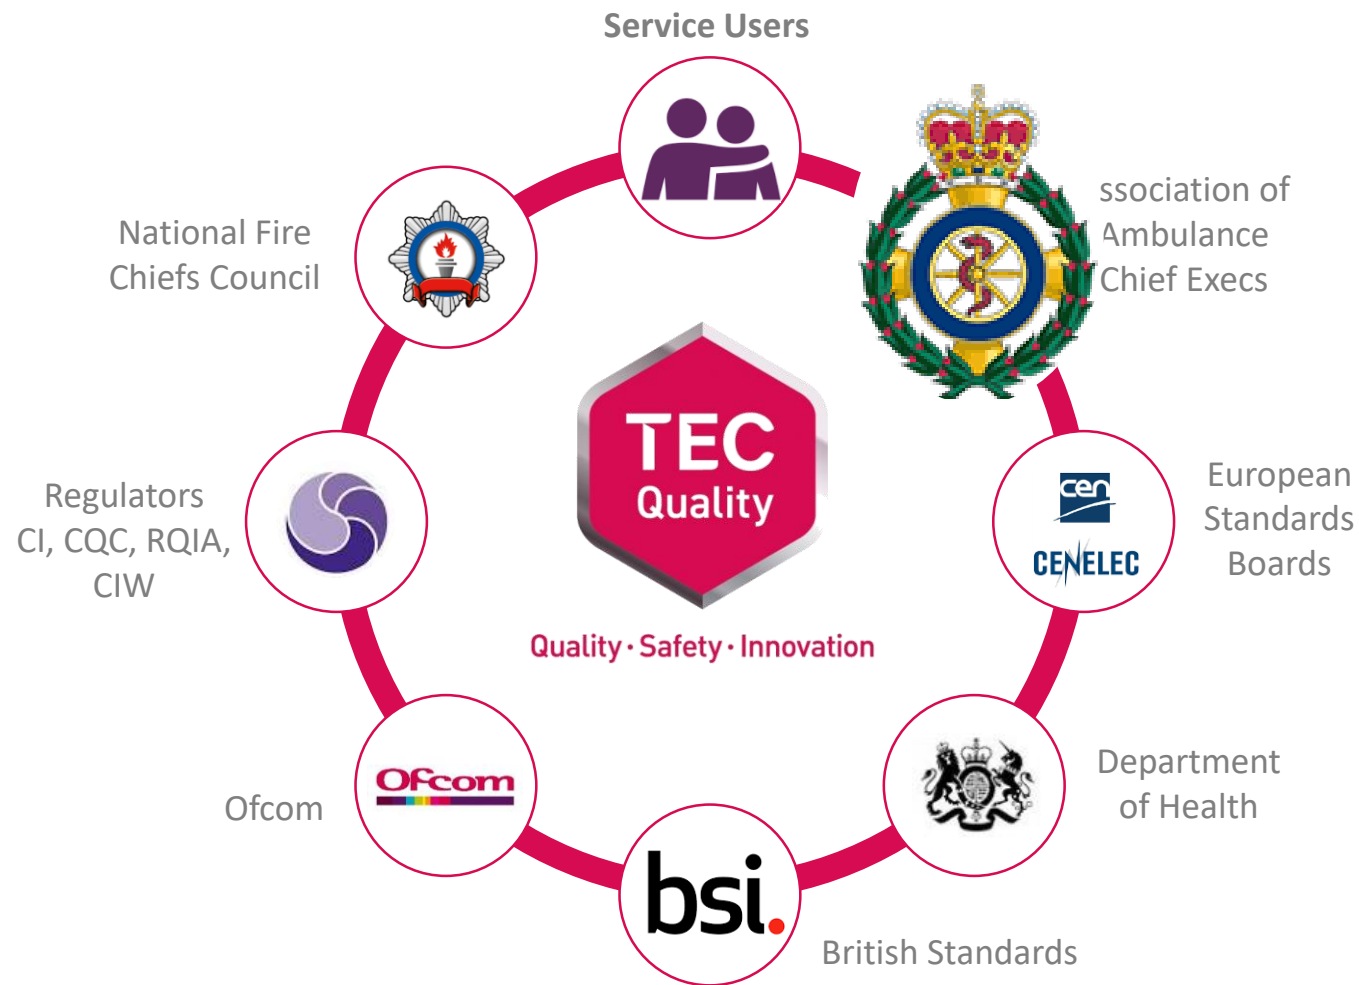 Service Users
ssociation of
Ambulance
Chief Execs
National Fire
Chiefs Council
TEC
Quality
Quality · Safety · Innovation
Regulators
CI, CQC, RQIA,
CIW
cen
CENELEC
European
Standards
Boards
Ofcom
Ofcom
Department
of Health
bsi.
British Standards